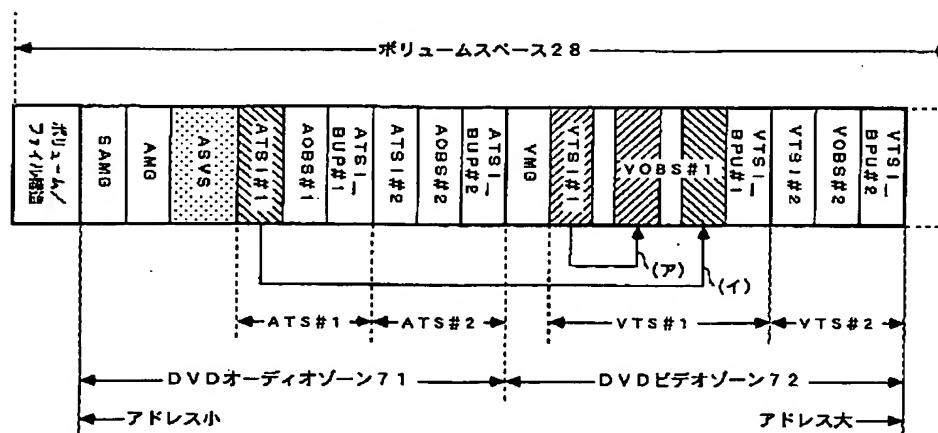 ボリュームスペース28
ボリューム/
ファイル構造
SAMG
AMG
ASVS
ATSI#1
AOBS#1
ATSI_
BUP#1
ATSI#2
AOBS#2
ATSI_
BUP#2
VMG
VTSI#1
VOBS#1
VTSI_
BPU#1
VTSI#2
VOBS#2
VTSI_
BPU#2
(ア)
(イ)
ATS#1
ATS#2
VTS#1
VTS#2
DVDオーディオゾーン71
DVDビデオゾーン72
アドレス小
アドレス大